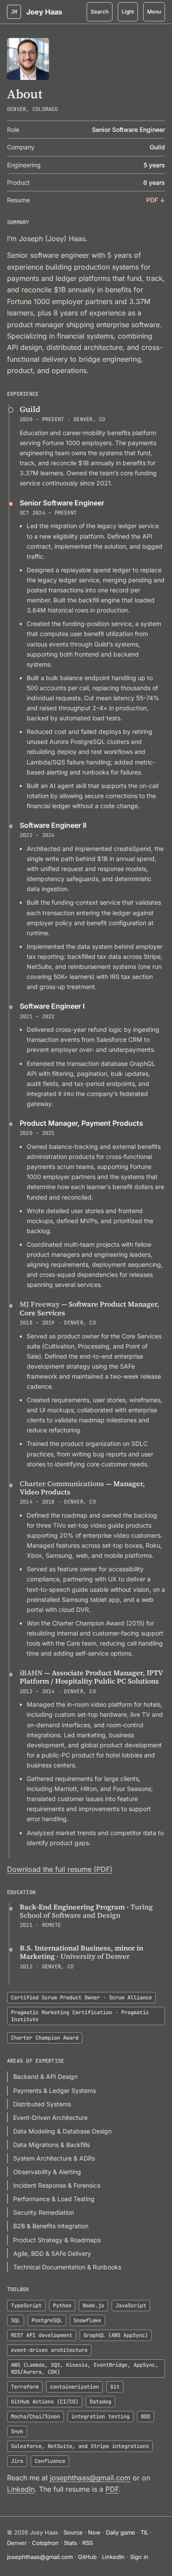 JH Joey Haas Search Light Menu
About
DENVER, COLORADO
Role Senior Software Engineer
Company Guild
Engineering 5 years
Product 8 years
Resume PDF ↓
SUMMARY
I'm Joseph (Joey) Haas.
Senior software engineer with 5 years of
experience building production systems for
payments and ledger platforms that fund, track,
and reconcile $1B annually in benefits for
Fortune 1000 employer partners and 3.37M
learners, plus 8 years of experience as a
product manager shipping enterprise software.
Specializing in financial systems, combining
API design, distributed architecture, and cross-
functional delivery to bridge engineering,
product, and operations.
EXPERIENCE
Guild
2020 – PRESENT · DENVER, CO
Education and career-mobility benefits platform
serving Fortune 1000 employers. The payments
engineering team owns the systems that fund,
track, and reconcile $1B annually in benefits for
3.37M learners. Owned the team's core funding
service continuously since 2021.
Senior Software Engineer
OCT 2024 – PRESENT
• Led the migration of the legacy ledger service
to a new ellipsis platform. Defined the API
contract, implemented the solution, and logged
traffic.
• Designed a replayable spend ledger to replace
the legacy ledger service, merging pending and
posted transactions into one record per
member. Built the backfill engine that loaded
3.84M historical rows in production.
• Created the funding-position service, a system
that computes user benefit utilization from
various events through Guild's systems,
supporting both frontend and backend
systems.
• Built a bulk balance endpoint handling up to
500 accounts per call, replacing thousands of
individual requests. Cut mean latency 55–74%
and raised throughput 2–4× in production,
backed by automated load tests.
• Reduced cost and failed deploys by retiring
unused Aurora PostgreSQL clusters and
rebuilding deploy and test workflows and
Lambda/SQS failure handling; added metric-
based alerting and runbooks for failures.
• Built an AI agent skill that supports the on-call
rotation by allowing secure corrections to the
financial ledger without a code change.
Software Engineer II
2022 – 2024
• Architected and implemented createSpend, the
single write path behind $1B in annual spend,
with unified request and response models,
idempotency safeguards, and deterministic
data ingestion.
• Built the funding-context service that validates
each transaction entering the ledger against
employer policy and benefit configuration at
runtime.
• Implemented the data system behind employer
reporting: backfilled tax data across Stripe,
NetSuite, and reimbursement systems (one run
covering 50K+ learners) with IRS tax section
and gross-up treatment.
Software Engineer I
2021 – 2022
• Delivered cross-year rollout logic by ingesting
transaction events from Salesforce CRM to
prevent employer over- and underpayments.
• Extended the transaction database GraphQL
API with filtering, pagination, bulk updates,
audit fields, and tax-period endpoints, and
integrated it into the company's federated
gateway.
Product Manager, Payment Products
2020 – 2021
• Owned balance-tracking and external benefits
administration products for cross-functional
payments scrum teams, supporting Fortune
1000 employer partners and the systems that
determine how each learner's benefit dollars are
funded and reconciled.
• Wrote detailed user stories and frontend
mockups, defined MVPs, and prioritized the
backlog.
• Coordinated multi-team projects with fellow
product managers and engineering leaders,
aligning requirements, deployment sequencing,
and cross-squad dependencies for releases
spanning several services.
MJ Freeway — Software Product Manager,
Core Services
2018 – 2019 · DENVER, CO
• Served as product owner for the Core Services
suite (Cultivation, Processing, and Point of
Sale). Defined the end-to-end enterprise
development strategy using the SAFe
framework and maintained a two-week release
cadence.
• Created requirements, user stories, wireframes,
and UI mockups; collaborated with enterprise
clients to validate roadmap milestones and
reduce refactoring.
• Trained the product organization on SDLC
practices, from writing bug reports and user
stories to identifying core customer needs.
Charter Communications — Manager,
Video Products
2014 – 2018 · DENVER, CO
• Defined the roadmap and owned the backlog
for three TiVo set-top video guide products
supporting 20% of enterprise video customers.
Managed features across set-top boxes, Roku,
Xbox, Samsung, web, and mobile platforms.
• Served as feature owner for accessibility
compliance, partnering with UX to deliver a
text-to-speech guide usable without vision, on a
preinstalled Samsung tablet app, and a web
portal with cloud DVR.
• Won the Charter Champion Award (2015) for
rebuilding internal and customer-facing support
tools with the Care team, reducing call handling
time and adding self-service options.
iBAHN — Associate Product Manager, IPTV
Platform / Hospitality Public PC Solutions
2012 – 2014 · DENVER, CO
• Managed the in-room video platform for hotels,
including custom set-top hardware, live TV and
on-demand experiences, and room-control
integrations. Led marketing, business
development, and global product development
for a public-PC product for hotel lobbies and
business centers.
• Gathered requirements for large clients,
including Marriott, Hilton, and Four Seasons;
translated customer issues into feature
requirements and improvements to support
error handling.
• Analyzed market trends and competitor data to
identify product gaps.
Download the full resume (PDF)
EDUCATION
Back-End Engineering Program · Turing
School of Software and Design
2021 · REMOTE
B.S. International Business, minor in
Marketing · University of Denver
2012 · DENVER, CO
Certified Scrum Product Owner · Scrum Alliance
Pragmatic Marketing Certification · Pragmatic
Institute
Charter Champion Award
AREAS OF EXPERTISE
Backend & API Design
Payments & Ledger Systems
Distributed Systems
Event-Driven Architecture
Data Modeling & Database Design
Data Migrations & Backfills
System Architecture & ADRs
Observability & Alerting
Incident Response & Forensics
Performance & Load Testing
Security Remediation
B2B & Benefits Integration
Product Strategy & Roadmaps
Agile, BDD & SAFe Delivery
Technical Documentation & Runbooks
TOOLBOX
TypeScript Python Node.js JavaScript
SQL PostgreSQL Snowflake
REST API development GraphQL (AWS AppSync)
event-driven architecture
AWS (Lambda, SQS, Kinesis, EventBridge, AppSync,
RDS/Aurora, CDK)
Terraform containerization Git
GitHub Actions (CI/CD) Datadog
Mocha/Chai/Sinon integration testing BDD
Snyk
Salesforce, NetSuite, and Stripe integrations
Jira Confluence
Reach me at josephthaas@gmail.com or on
LinkedIn. The full resume is a PDF.
© 2026 Joey Haas · Source · Now · Daily game · TIL ·
Denver · Colophon · Stats · RSS
josephthaas@gmail.com · GitHub · LinkedIn · Sign in